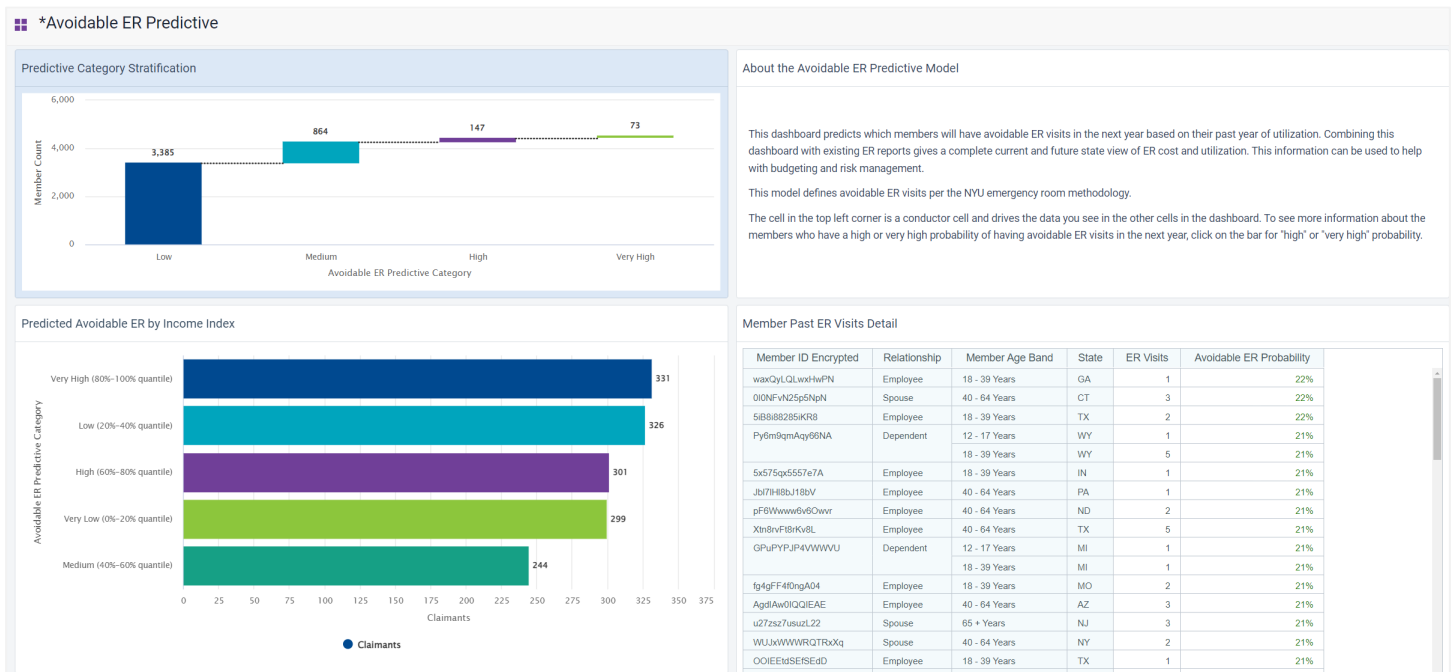 *Avoidable ER Predictive
Predictive Category Stratification
6,000
4,000
2,000
0
Member Count
3,385
864
147
73
Low
Medium
High
Very High
Avoidable ER Predictive Category
About the Avoidable ER Predictive Model
This dashboard predicts which members will have avoidable ER visits in the next year based on their past year of utilization. Combining this
dashboard with existing ER reports gives a complete current and future state view of ER cost and utilization. This information can be used to help
with budgeting and risk management.
This model defines avoidable ER visits per the NYU emergency room methodology.
The cell in the top left corner is a conductor cell and drives the data you see in the other cells in the dashboard. To see more information about the
members who have a high or very high probability of having avoidable ER visits in the next year, click on the bar for "high" or "very high" probability.
Predicted Avoidable ER by Income Index
Avoidable ER Predictive Category
Very High (80%-100% quantile)
331
Low (20%-40% quantile)
326
High (60%-80% quantile)
301
Very Low (0%-20% quantile)
299
Medium (40%-60% quantile)
244
0 25 50 75 100 125 150 175 200 225 250 275 300 325 350 375
Claimants
Claimants
Member Past ER Visits Detail
Member ID Encrypted Relationship Member Age Band State ER Visits Avoidable ER Probability
waxQyLQLwxHwPN Employee 18 - 39 Years GA 1 22%
0I0NFvN25p5NpN Spouse 40 - 64 Years CT 3 22%
5iB8i88285iKR8 Employee 18 - 39 Years TX 2 22%
Py6m9qmAqy66NA Dependent 12 - 17 Years WY 1 21%
18 - 39 Years WY 5 21%
5x575qx5557e7A Employee 18 - 39 Years IN 1 21%
JbI7IHI8bJ18bV Employee 40 - 64 Years PA 1 21%
pF6Wwww6v6Owvr Employee 40 - 64 Years ND 2 21%
Xtn8rvFt8rKv8L Employee 40 - 64 Years TX 5 21%
GPuPYPJP4VWWVU Dependent 12 - 17 Years MI 1 21%
18 - 39 Years MI 1 21%
fg4gFF4f0ngA04 Employee 18 - 39 Years MO 2 21%
AgdIAw0IQQIEAE Employee 40 - 64 Years AZ 3 21%
u27zsz7usuzL22 Spouse 65 + Years NJ 3 21%
WUJxWWWRQTRxXq Spouse 40 - 64 Years NY 2 21%
OOIEEtdSEfSEdD Employee 18 - 39 Years TX 1 21%